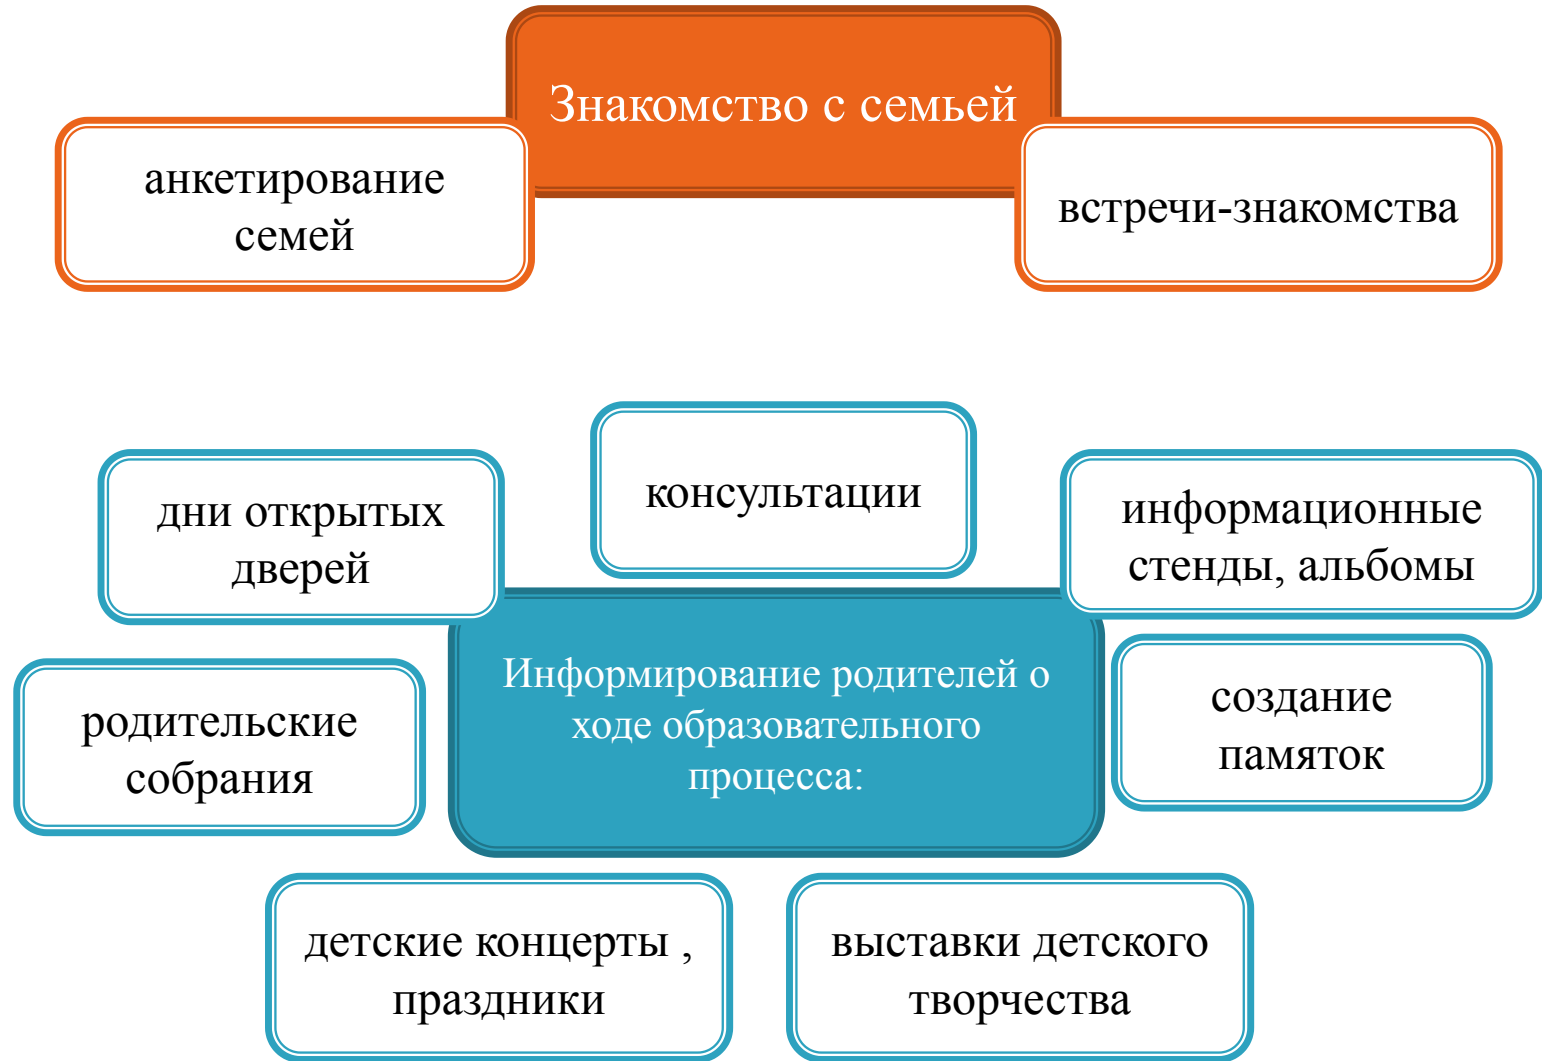 Знакомство с семьей
анкетирование
семей
встречи-знакомства
консультации
дни открытых
дверей
информационные
стенды, альбомы
Информирование родителей о
ходе образовательного
процесса:
родительские
собрания
создание
памяток
детские концерты ,
праздники
выставки детского
творчества